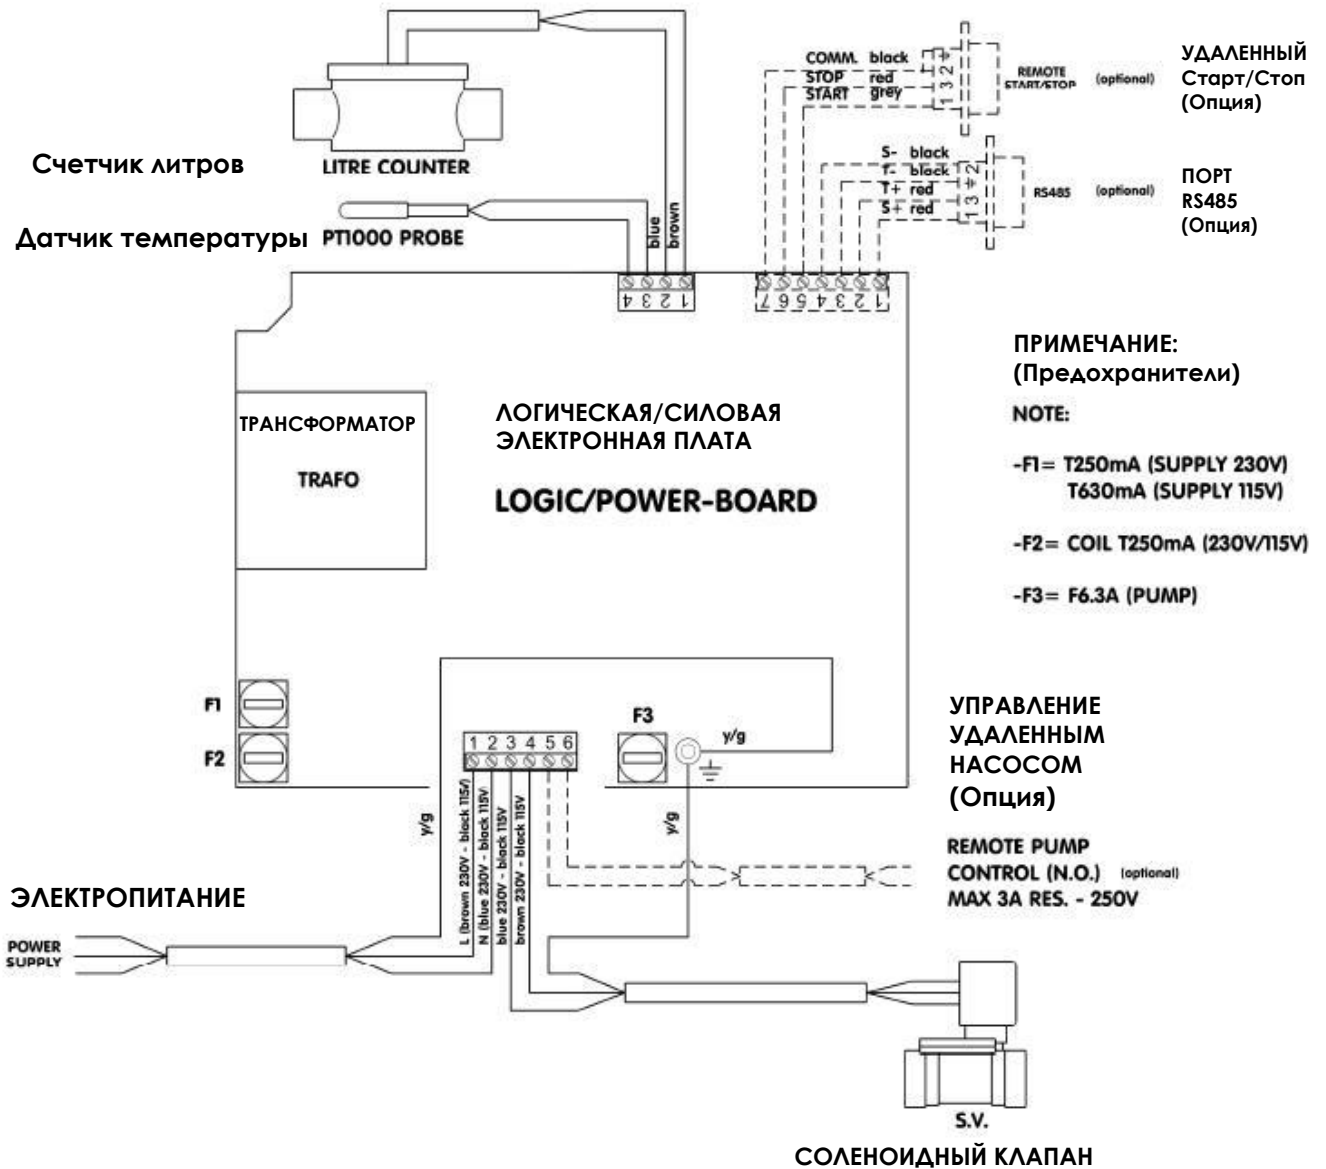 COMM. black
STOP red
START grey
2
3
1
REMOTE
START/STOP
(optional)
УДАЛЕННЫЙ
Старт/Стоп
(Опция)
Счетчик литров
LITRE COUNTER
S- black
T- black
T+ red
S+ red
2
3
1
RS485
(optional)
ПОРТ
RS485
(Опция)
Датчик температуры
PT1000 PROBE
blue
brown
4 3 2 1
7 6 5 4 3 2 1
ПРИМЕЧАНИЕ:
(Предохранители)
NOTE:
-F1= T250mA (SUPPLY 230V)
T630mA (SUPPLY 115V)
-F2= COIL T250mA (230V/115V)
-F3= F6.3A (PUMP)
ТРАНСФОРМАТОР
TRAFO
ЛОГИЧЕСКАЯ/СИЛОВАЯ
ЭЛЕКТРОННАЯ ПЛАТА
LOGIC/POWER-BOARD
F1
F2
1 2 3 4 5 6
F3
y/g
y/g
y/g
L (brown 230V - black 115V)
N (blue 230V - black 115V)
blue 230V - black 115V
brown 230V - black 115V
УПРАВЛЕНИЕ
УДАЛЕННЫМ
НАСОСОМ
(Опция)
REMOTE PUMP
CONTROL (N.O.) (optional)
MAX 3A RES. - 250V
ЭЛЕКТРОПИТАНИЕ
POWER
SUPPLY
S.V.
СОЛЕНОИДНЫЙ КЛАПАН